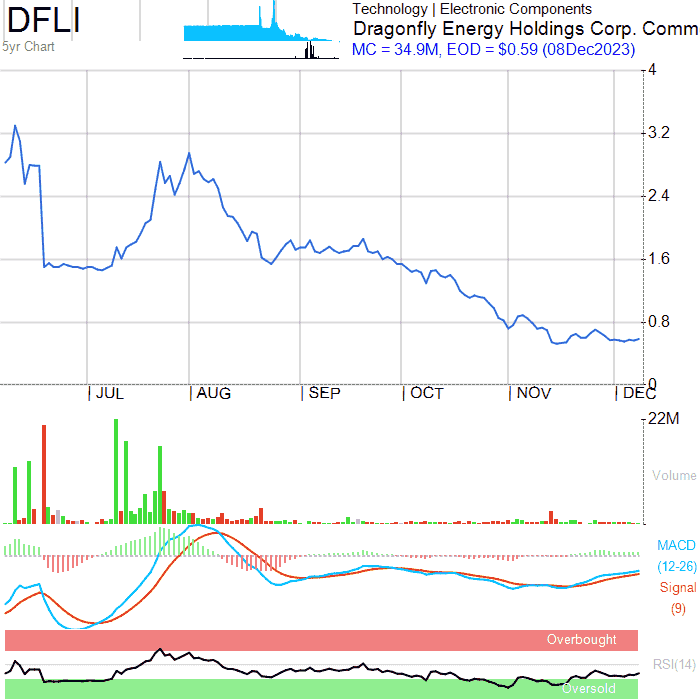 DFLI
5yr Chart
Technology | Electronic Components
Dragonfly Energy Holdings Corp. Comm
MC = 34.9M, EOD = $0.59 (08Dec2023)
4
3.2
2.4
1.6
0.8
0
JUL AUG SEP OCT NOV DEC
22M
Volume
MACD
(12-26)
Signal
(9)
Overbought
RSI(14)
Oversold